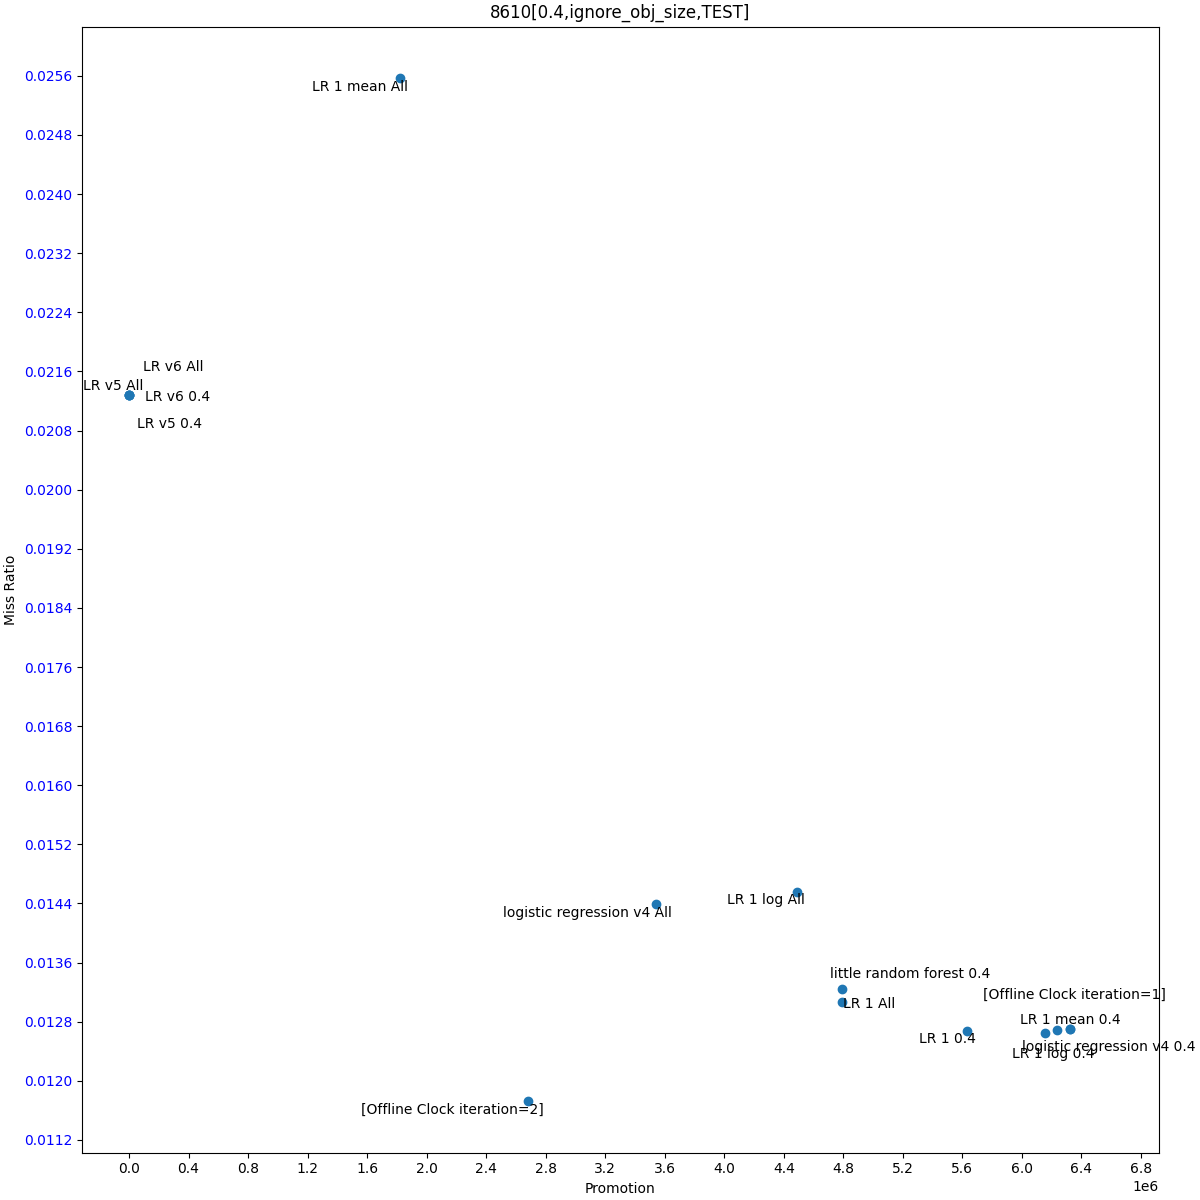 8610[0.4,ignore_obj_size,TEST]
0.0256
LR 1 mean All
0.0248
0.0240
0.0232
0.0224
0.0216
LR v6 All
LR v5 All
LR v6 0.4
LR v5 0.4
0.0208
0.0200
0.0192
Miss Ratio
0.0184
0.0176
0.0168
0.0160
0.0152
0.0144
LR 1 log All
logistic regression v4 All
0.0136
little random forest 0.4
[Offline Clock iteration=1]
LR 1 All
0.0128
LR 1 mean 0.4
LR 1 0.4
logistic regression v4 0.4
LR 1 log 0.4
0.0120
[Offline Clock iteration=2]
0.0112
0.0 0.4 0.8 1.2 1.6 2.0 2.4 2.8 3.2 3.6 4.0 4.4 4.8 5.2 5.6 6.0 6.4 6.8
1e6
Promotion